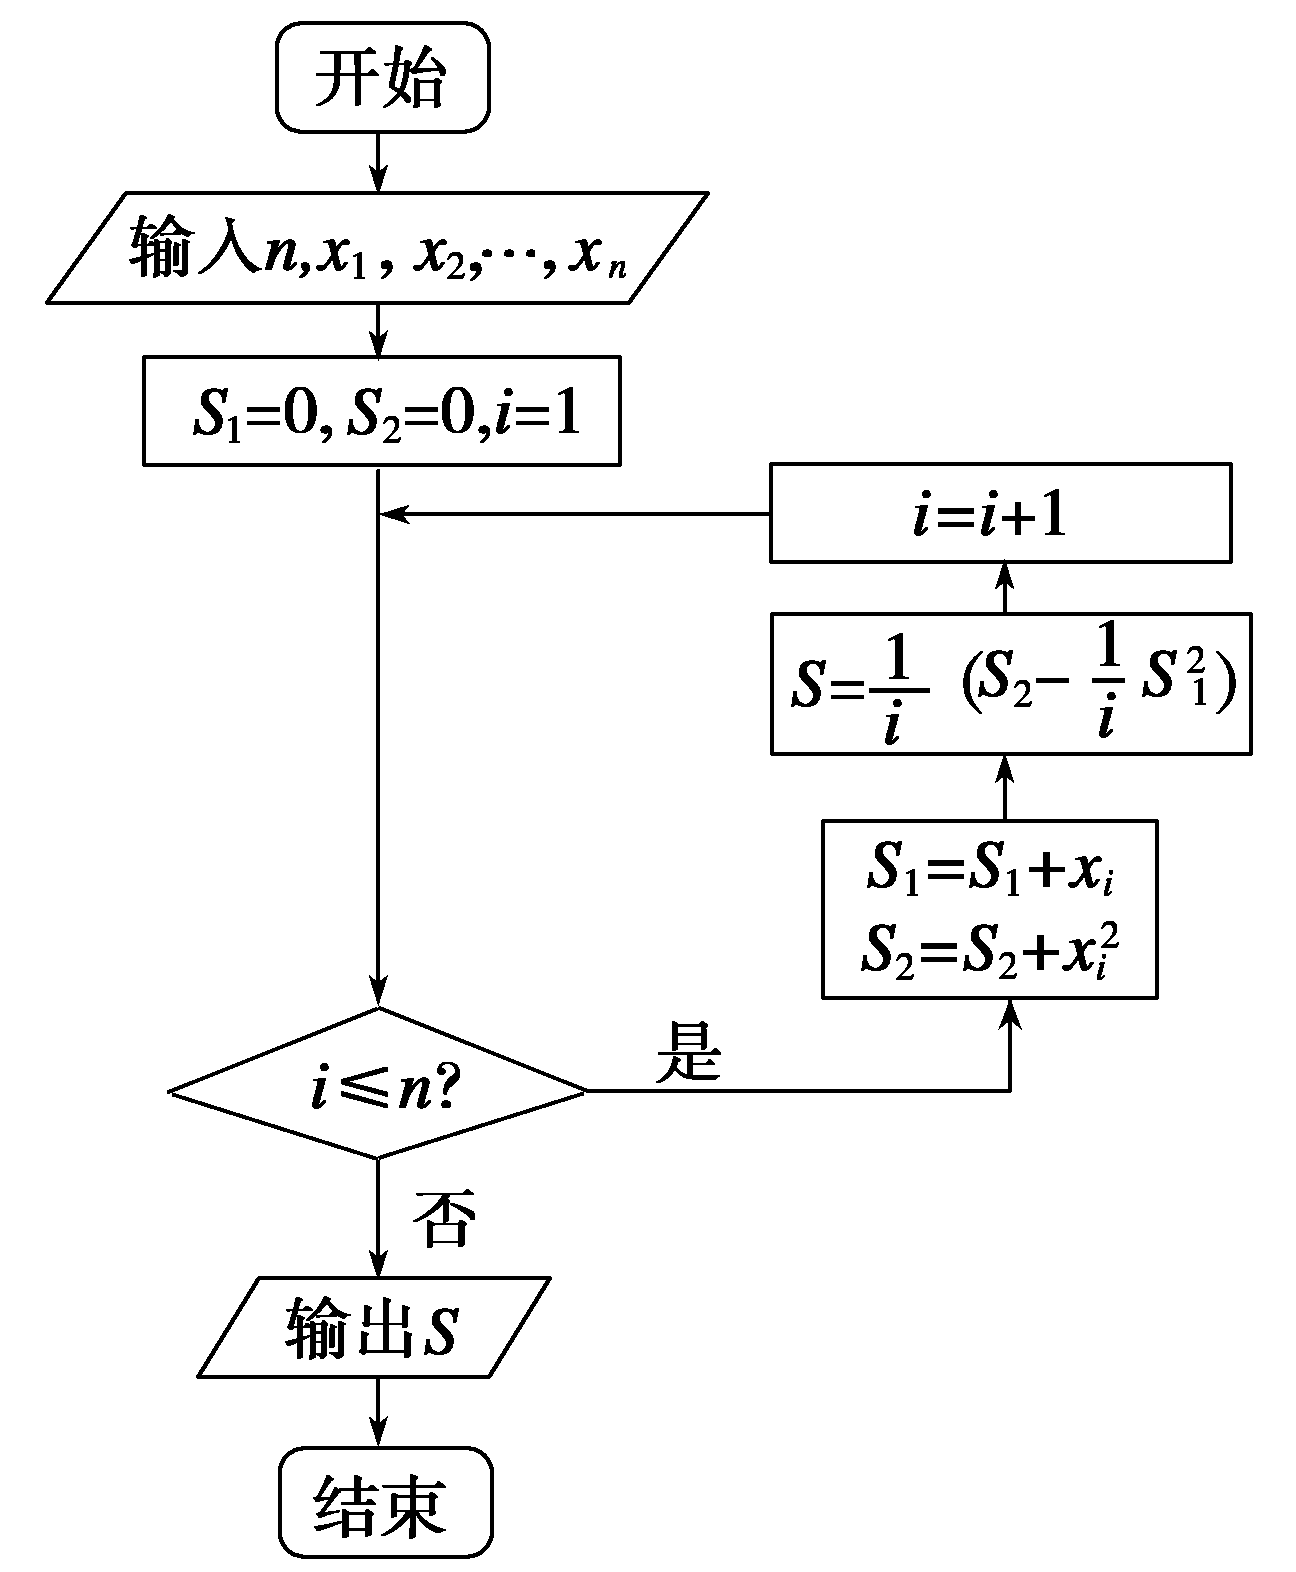 开始
输入n,x₁, x₂,…,xₙ
S₁=0, S₂=0,i=1
i=i+1
S=1/i (S₂-1/i S₁²)
S₁=S₁+xᵢ
S₂=S₂+xᵢ²
i≤n?
是
否
输出S
结束